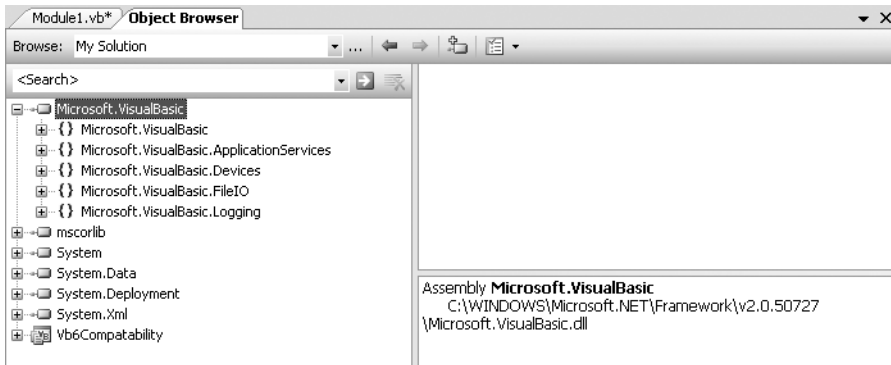 Module1.vb* Object Browser
Browse: My Solution ...
<Search>
Microsoft.VisualBasic
{} Microsoft.VisualBasic
{} Microsoft.VisualBasic.ApplicationServices
{} Microsoft.VisualBasic.Devices
{} Microsoft.VisualBasic.FileIO
{} Microsoft.VisualBasic.Logging
mscorlib
System
System.Data
System.Deployment
System.Xml
Vb6Compatability
Assembly Microsoft.VisualBasic
C:\WINDOWS\Microsoft.NET\Framework\v2.0.50727
\Microsoft.VisualBasic.dll